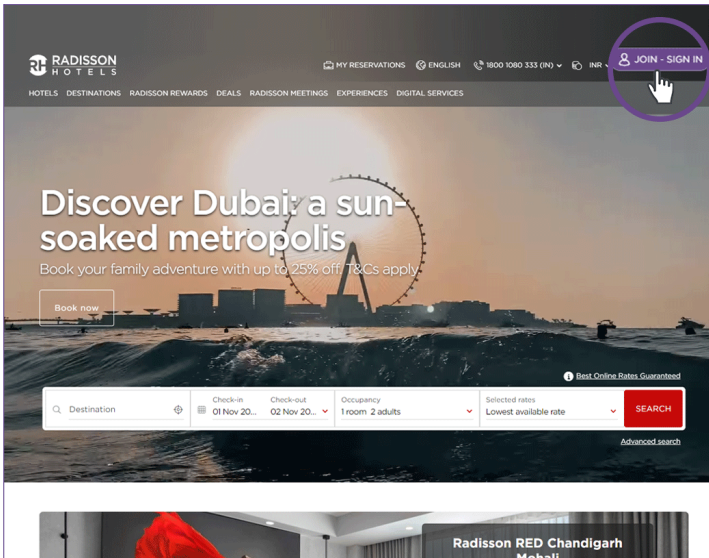 RADISSON
HOTELS
MY RESERVATIONS ENGLISH 1800 1080 333 (IN) INR JOIN - SIGN IN
HOTELS DESTINATIONS RADISSON REWARDS DEALS RADISSON MEETINGS EXPERIENCES DIGITAL SERVICES
Discover Dubai: a sun-
soaked metropolis
Book your family adventure with up to 25% off. T&Cs apply.
Book now
Best Online Rates Guaranteed
Check-in Check-out Occupancy Selected rates
Destination 01 Nov 20... 02 Nov 20... 1 room 2 adults Lowest available rate SEARCH
Advanced search
Radisson RED Chandigarh
Mohali